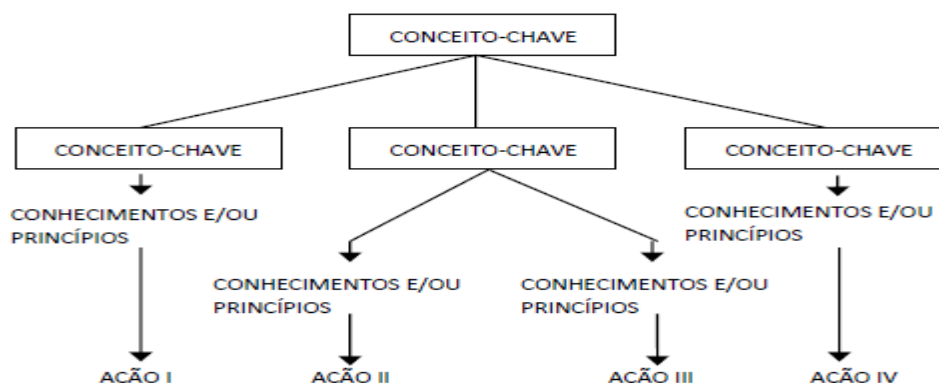 CONCEITO-CHAVE
CONCEITO-CHAVE
CONCEITO-CHAVE
CONCEITO-CHAVE
CONHECIMENTOS E/OU
PRINCÍPIOS
CONHECIMENTOS E/OU
PRINCÍPIOS
CONHECIMENTOS E/OU
PRINCÍPIOS
CONHECIMENTOS E/OU
PRINCÍPIOS
AÇÃO I
AÇÃO II
AÇÃO III
AÇÃO IV